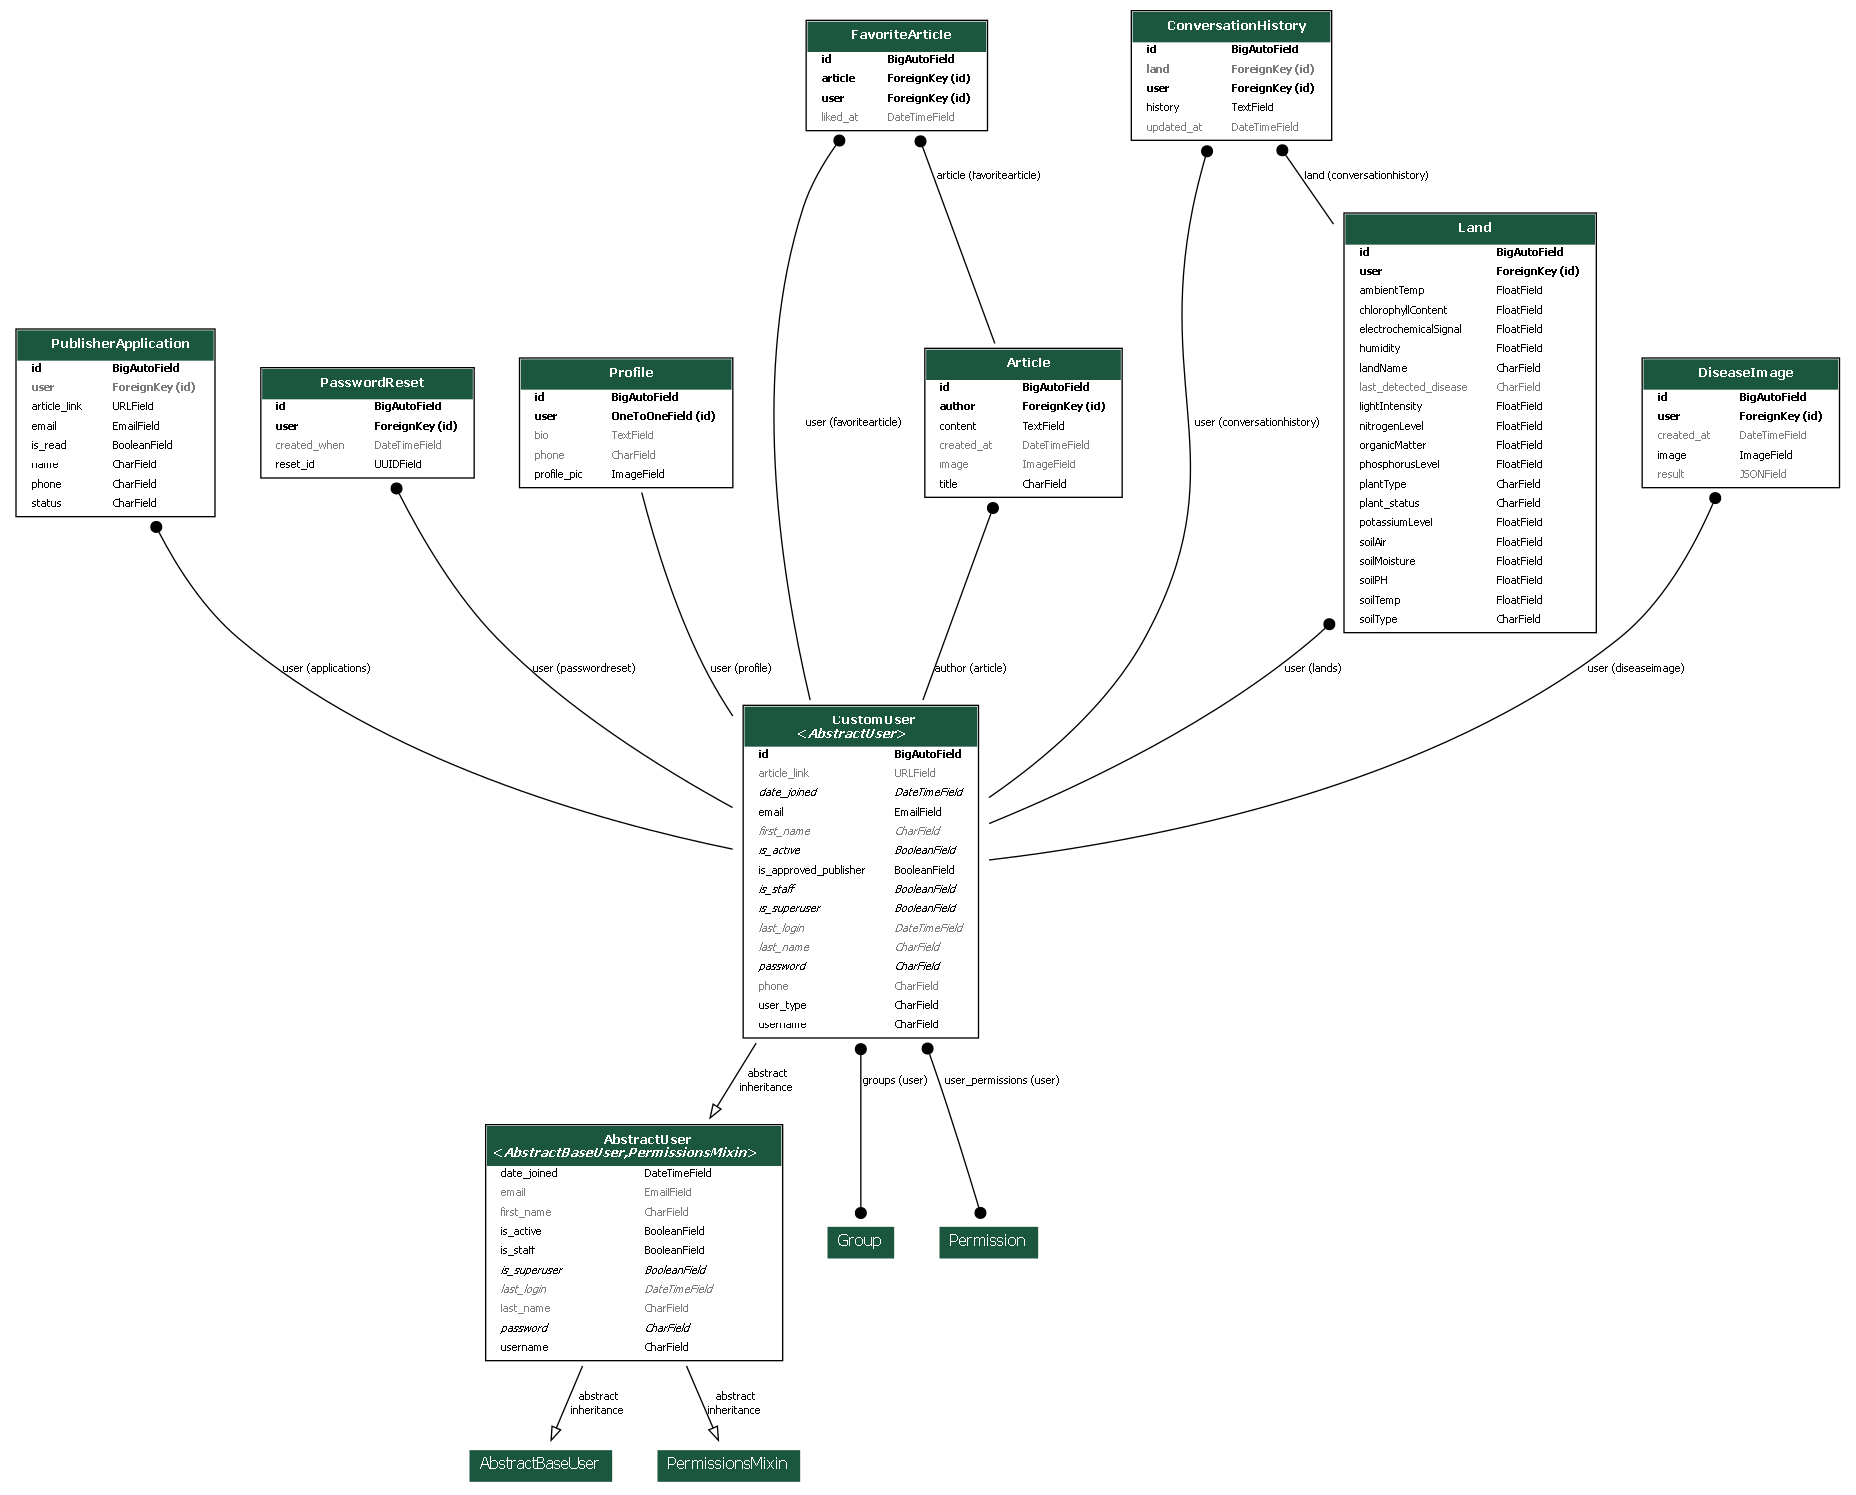 FavoriteArticle
id BigAutoField
article ForeignKey (id)
user ForeignKey (id)
liked_at DateTimeField
ConversationHistory
id BigAutoField
land ForeignKey (id)
user ForeignKey (id)
history TextField
updated_at DateTimeField
article (favoritearticle)
land (conversationhistory)
Land
id BigAutoField
user ForeignKey (id)
ambientTemp FloatField
chlorophyllContent FloatField
electrochemicalSignal FloatField
humidity FloatField
landName CharField
last_detected_disease CharField
lightIntensity FloatField
nitrogenLevel FloatField
organicMatter FloatField
phosphorusLevel FloatField
plantType CharField
plant_status CharField
potassiumLevel FloatField
soilAir FloatField
soilMoisture FloatField
soilPH FloatField
soilTemp FloatField
soilType CharField
PublisherApplication
id BigAutoField
user ForeignKey (id)
article_link URLField
email EmailField
is_read BooleanField
name CharField
phone CharField
status CharField
PasswordReset
id BigAutoField
user ForeignKey (id)
created_when DateTimeField
reset_id UUIDField
Profile
id BigAutoField
user OneToOneField (id)
bio TextField
phone CharField
profile_pic ImageField
Article
id BigAutoField
author ForeignKey (id)
content TextField
created_at DateTimeField
image ImageField
title CharField
DiseaseImage
id BigAutoField
user ForeignKey (id)
created_at DateTimeField
image ImageField
result JSONField
user (favoritearticle)
user (conversationhistory)
user (applications)
user (passwordreset)
user (profile)
author (article)
user (lands)
user (diseaseimage)
CustomUser
<AbstractUser>
id BigAutoField
article_link URLField
date_joined DateTimeField
email EmailField
first_name CharField
is_active BooleanField
is_approved_publisher BooleanField
is_staff BooleanField
is_superuser BooleanField
last_login DateTimeField
last_name CharField
password CharField
phone CharField
user_type CharField
username CharField
abstract
inheritance
groups (user)
user_permissions (user)
AbstractUser
<AbstractBaseUser,PermissionsMixin>
date_joined DateTimeField
email EmailField
first_name CharField
is_active BooleanField
is_staff BooleanField
is_superuser BooleanField
last_login DateTimeField
last_name CharField
password CharField
username CharField
Group
Permission
abstract
inheritance
abstract
inheritance
AbstractBaseUser
PermissionsMixin